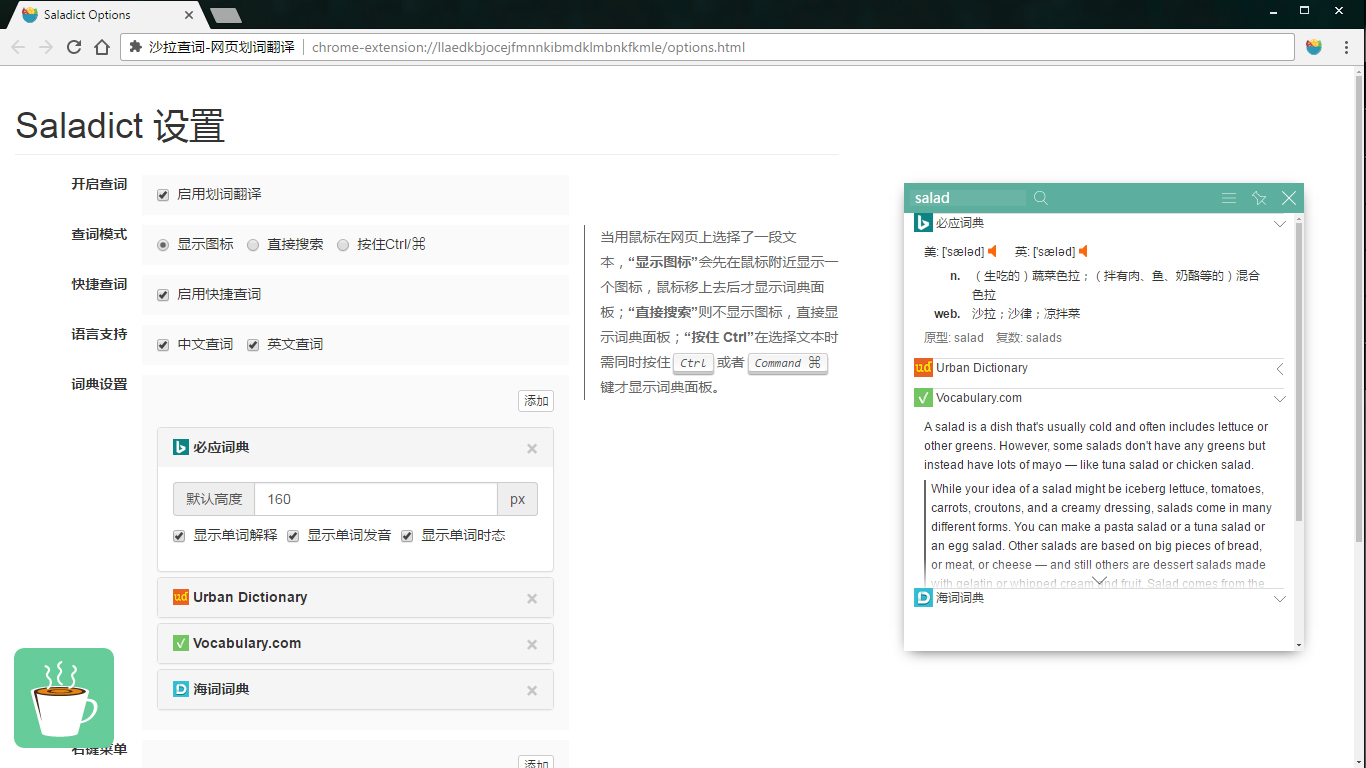 Saladict Options
沙拉查词-网页划词翻译 chrome-extension://llaedkbjocejfmnnkibmdklmbnkfkmle/options.html
Saladict 设置
开启查词
启用划词翻译
查词模式
显示图标 直接搜索 按住Ctrl/⌘
快捷查词
启用快捷查词
语言支持
中文查词 英文查词
词典设置
添加
必应词典
默认高度 160 px
显示单词解释 显示单词发音 显示单词时态
ud Urban Dictionary
Vocabulary.com
D 海词词典
右键菜单
添加
当用鼠标在网页上选择了一段文
本，“显示图标”会先在鼠标附近显示一
个图标，鼠标移上去后才显示词典面
板；“直接搜索”则不显示图标，直接显
示词典面板；“按住 Ctrl”在选择文本时
需同时按住 Ctrl 或者 Command ⌘
键才显示词典面板。
salad
必应词典
美: ['sæləd] 英: ['sæləd]
n. （生吃的）蔬菜色拉；（拌有肉、鱼、奶酪等的）混合
色拉
web. 沙拉；沙律；凉拌菜
原型: salad 复数: salads
ud Urban Dictionary
Vocabulary.com
A salad is a dish that's usually cold and often includes lettuce or
other greens. However, some salads don't have any greens but
instead have lots of mayo — like tuna salad or chicken salad.
While your idea of a salad might be iceberg lettuce, tomatoes,
carrots, croutons, and a creamy dressing, salads come in many
different forms. You can make a pasta salad or a tuna salad or
an egg salad. Other salads are based on big pieces of bread,
or meat, or cheese — and still others are dessert salads made
with gelatin or whipped cream and fruit. Salad comes from the
D 海词词典